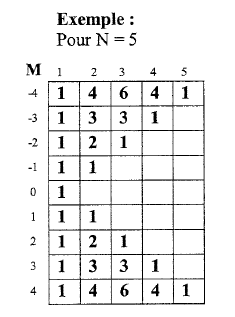 Exemple :
Pour N = 5
M 1 2 3 4 5
-4 1 4 6 4 1
-3 1 3 3 1
-2 1 2 1
-1 1 1
0 1
1 1 1
2 1 2 1
3 1 3 3 1
4 1 4 6 4 1